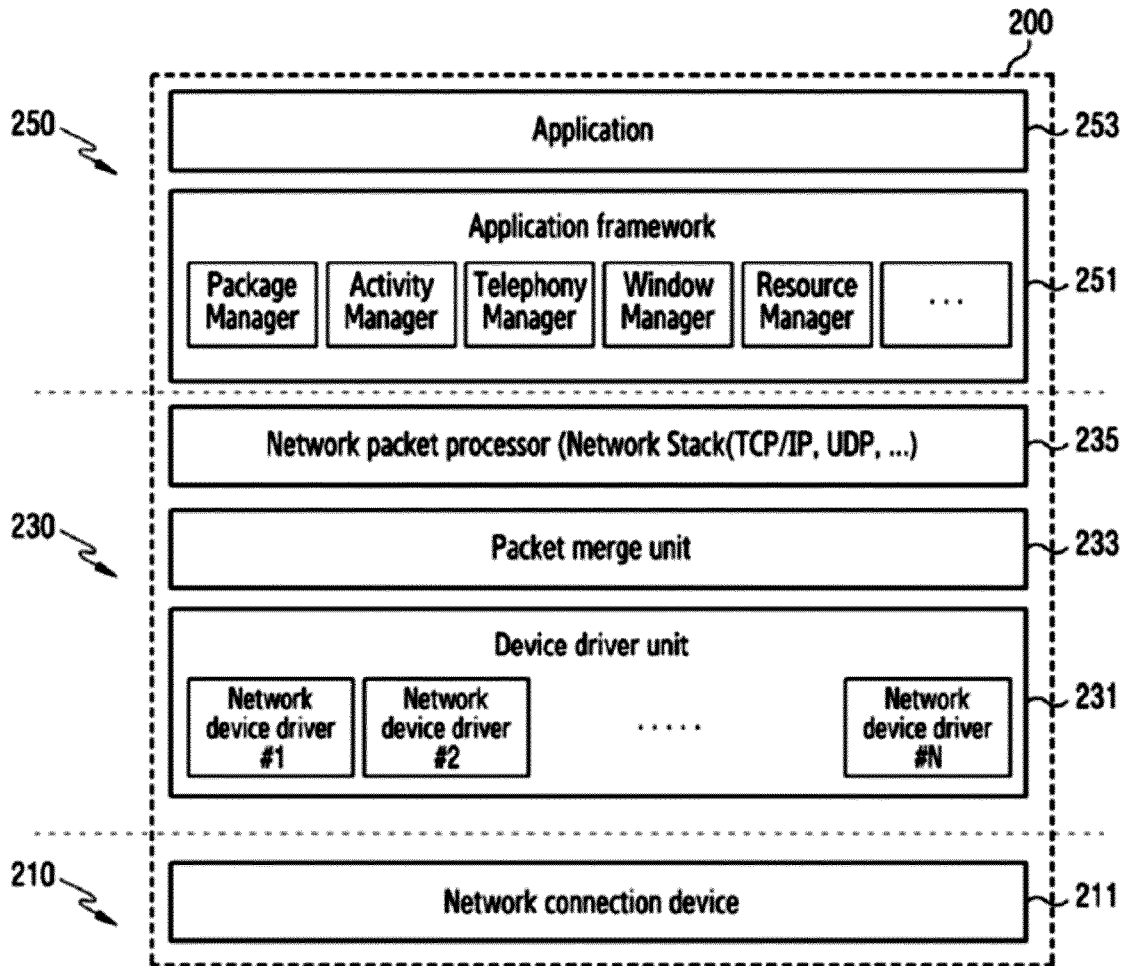 200
250
Application
253
Application framework
Package
Manager
Activity
Manager
Telephony
Manager
Window
Manager
Resource
Manager
...
251
Network packet processor (Network Stack(TCP/IP, UDP, ...)
235
230
Packet merge unit
233
Device driver unit
Network
device driver
#1
Network
device driver
#2
.....
Network
device driver
#N
231
210
Network connection device
211